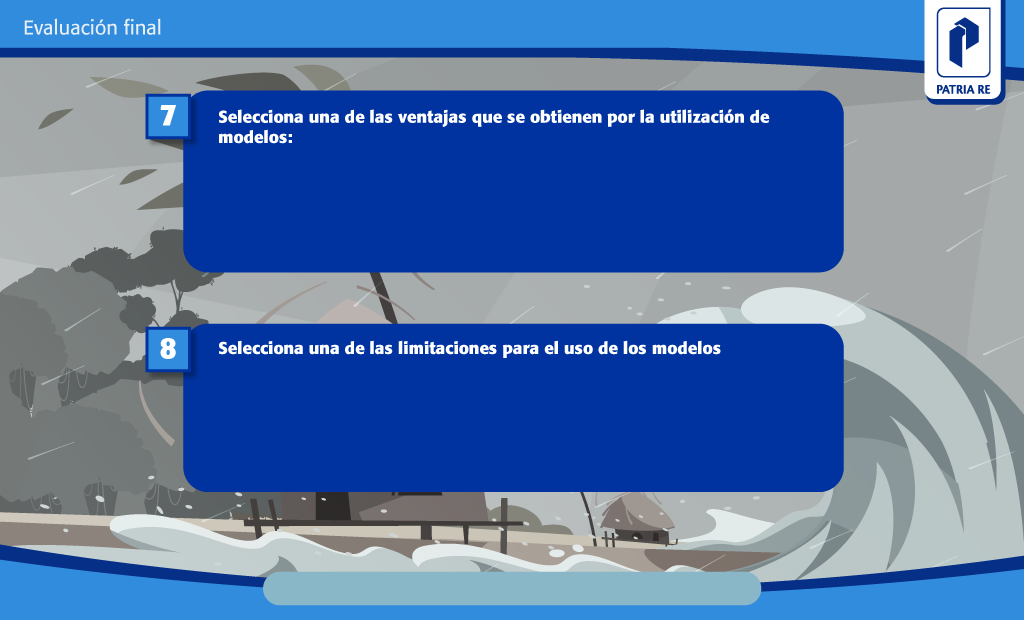 Evaluación final
PATRIA RE
7
Selecciona una de las ventajas que se obtienen por la utilización de
modelos:
8
Selecciona una de las limitaciones para el uso de los modelos